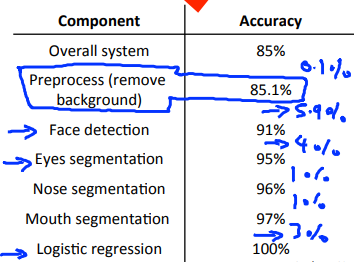 Component Accuracy
Overall system 85%
0.1%
Preprocess (remove
background) 85.1%
5.9%
Face detection 91%
4%
Eyes segmentation 95%
1%
Nose segmentation 96%
1%
Mouth segmentation 97%
3%
Logistic regression 100%